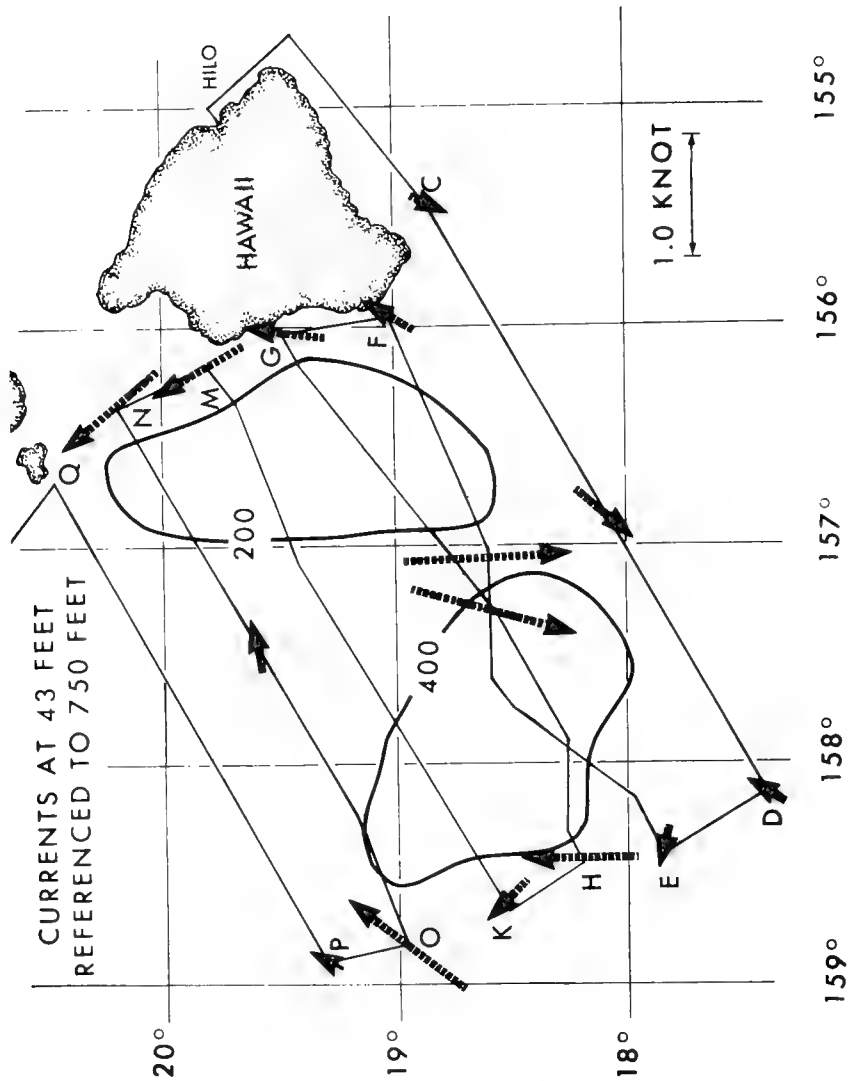 CURRENTS AT 43 FEET
REFERENCED TO 750 FEET
HILO
HAWAII
Q
N
M
G
F
C
200
400
P
O
K
H
E
D
1.0 KNOT
20°
19°
18°
159°
158°
157°
156°
155°